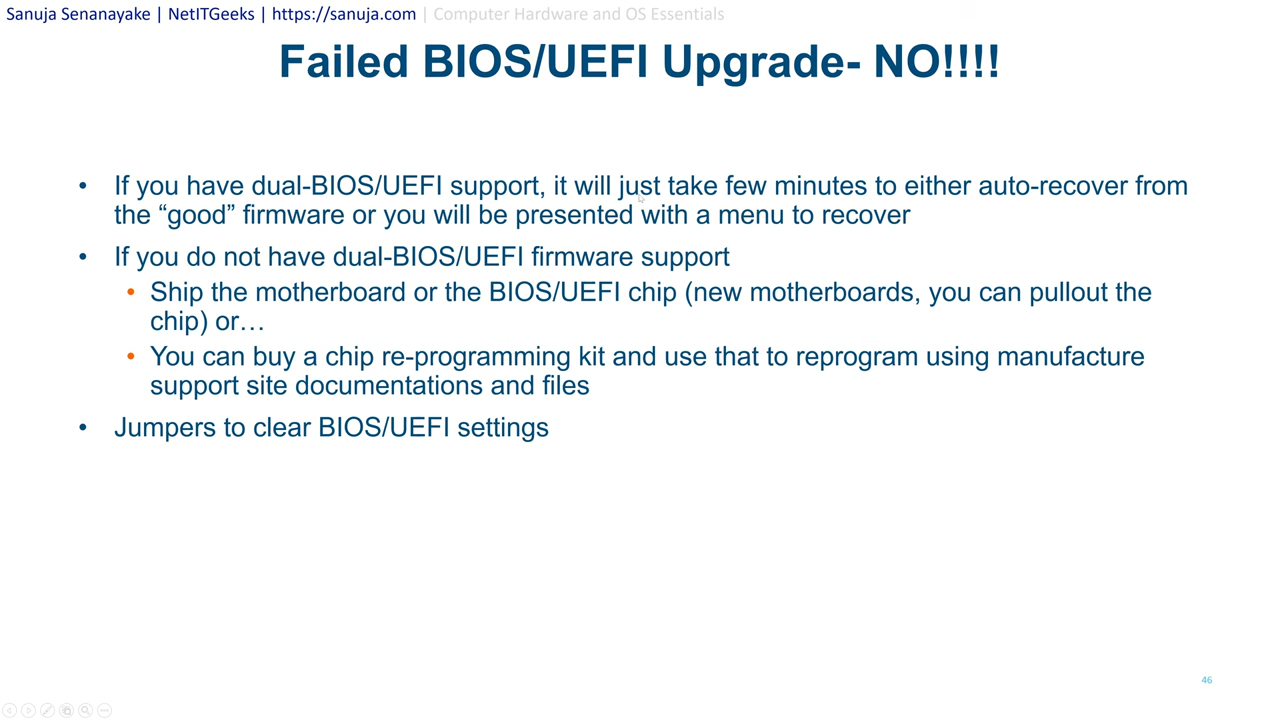 Sanuja Senanayake | NetITGeeks | https://sanuja.com | Computer Hardware and OS Essentials
Failed BIOS/UEFI Upgrade- NO!!!!
• If you have dual-BIOS/UEFI support, it will just take few minutes to either auto-recover from
the “good” firmware or you will be presented with a menu to recover
• If you do not have dual-BIOS/UEFI firmware support
• Ship the motherboard or the BIOS/UEFI chip (new motherboards, you can pullout the
chip) or…
• You can buy a chip re-programming kit and use that to reprogram using manufacture
support site documentations and files
• Jumpers to clear BIOS/UEFI settings
46